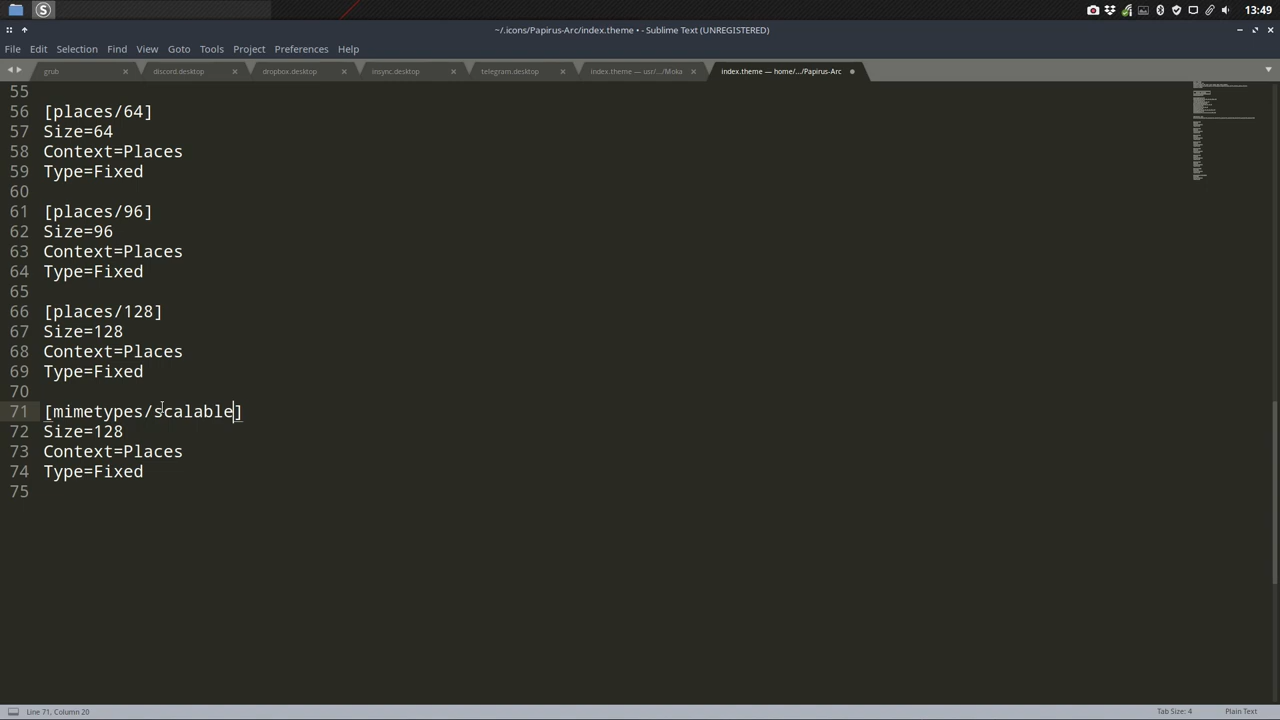 13:49
~/.icons/Papirus-Arc/index.theme • - Sublime Text (UNREGISTERED)
File Edit Selection Find View Goto Tools Project Preferences Help
grub discord.desktop dropbox.desktop insync.desktop telegram.desktop index.theme — usr/.../Moka index.theme — home/.../Papirus-Arc
55
56 [places/64]
57 Size=64
58 Context=Places
59 Type=Fixed
60
61 [places/96]
62 Size=96
63 Context=Places
64 Type=Fixed
65
66 [places/128]
67 Size=128
68 Context=Places
69 Type=Fixed
70
71 [mimetypes/scalable]
72 Size=128
73 Context=Places
74 Type=Fixed
75
Line 71, Column 20 Tab Size: 4 Plain Text